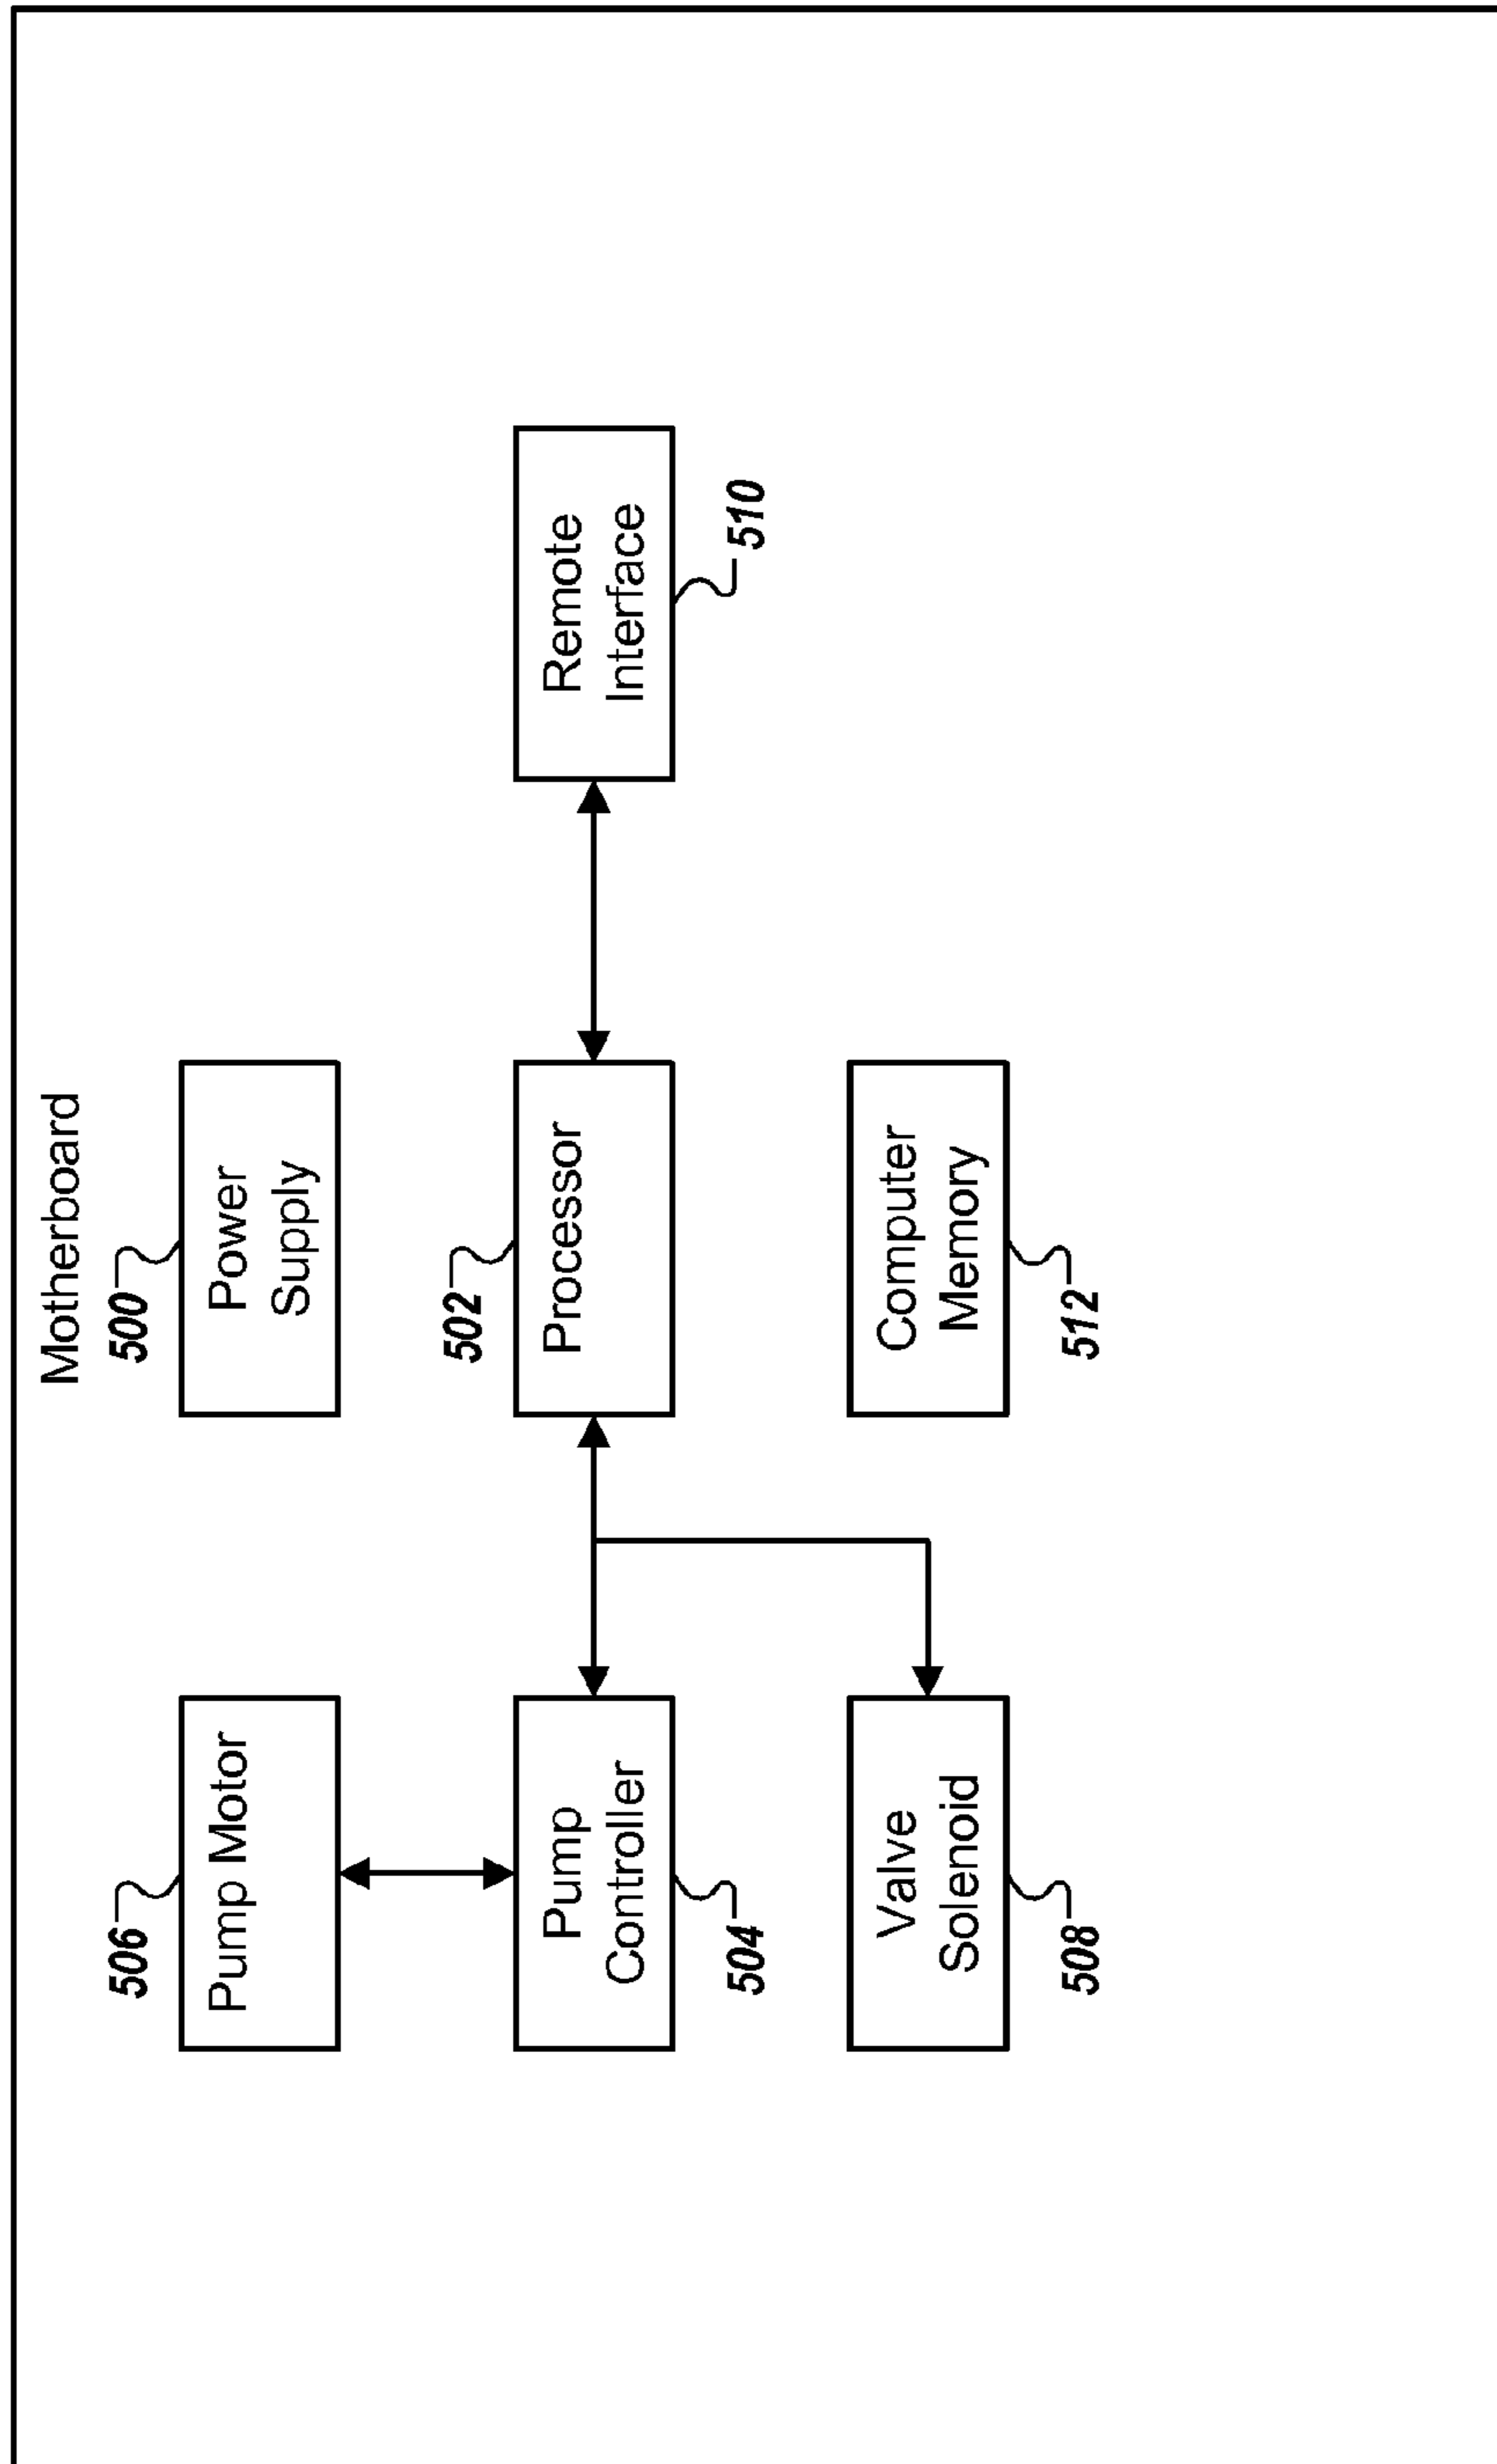 Motherboard
506
Pump Motor
500
Power
Supply
502
Processor
Pump
Controller
504
Remote
Interface
510
Valve
Solenoid
508
Computer
Memory
512